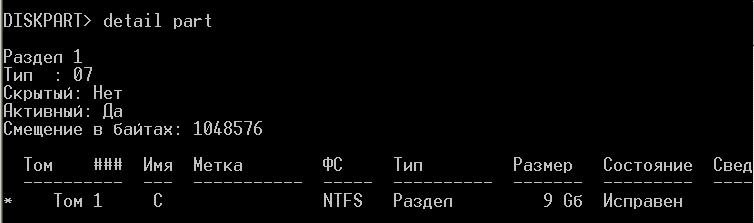 DISKPART> detail part
Раздел 1
Тип  : 07
Скрытый: Нет
Активный: Да
Смещение в байтах: 1048576
Том    ###  Имя  Метка        ФС     Тип         Размер   Состояние  Свед
----------  ---  -----------  -----  ----------  -------  ---------  ----
*    Том 1     C                NTFS   Раздел         9 Gб  Исправен